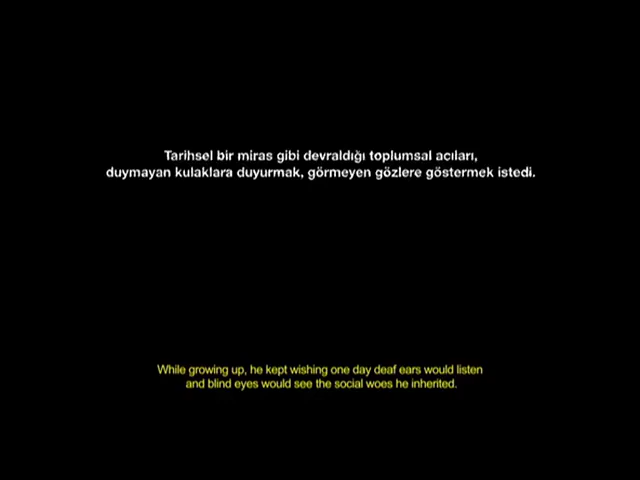 Tarihsel bir miras gibi devraldığı toplumsal acıları,
duymayan kulaklara duyurmak, görmeyen gözlere göstermek istedi.
While growing up, he kept wishing one day deaf ears would listen
and blind eyes would see the social woes he inherited.